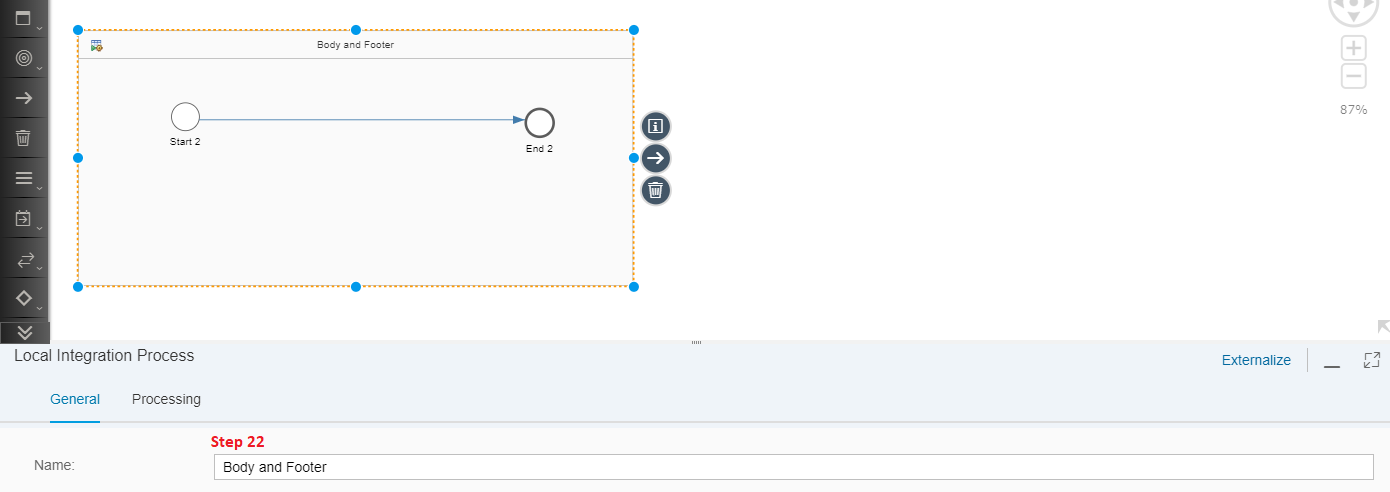 Body and Footer
Start 2
End 2
87%
Local Integration Process
Externalize
General
Processing
Step 22
Name:
Body and Footer